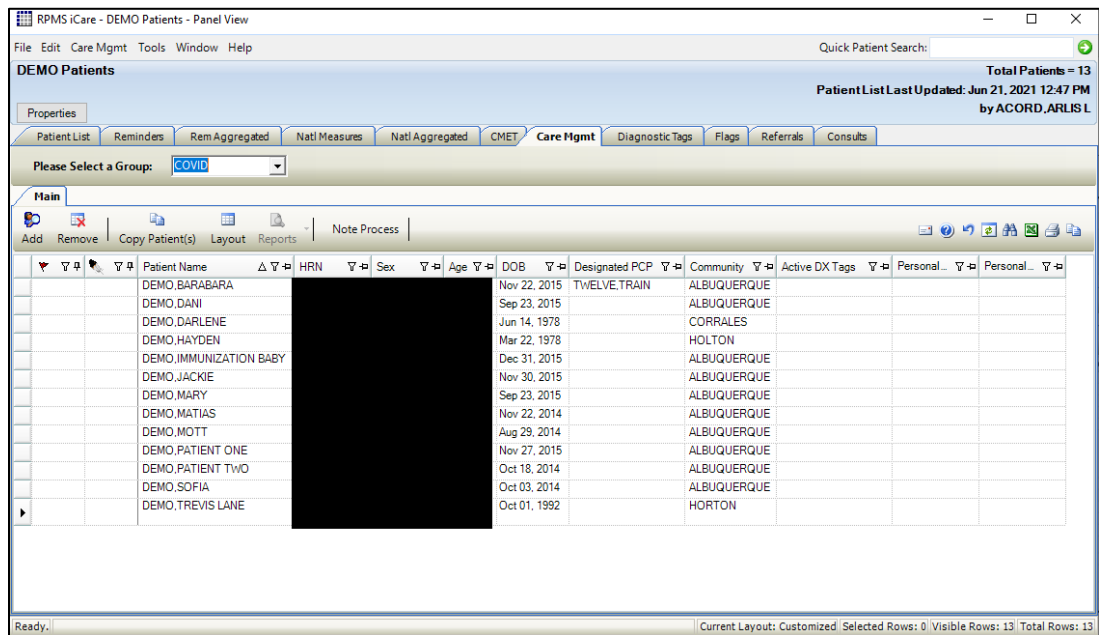 RPMS iCare - DEMO Patients - Panel View
File Edit Care Mgmt Tools Window Help Quick Patient Search:
DEMO Patients Total Patients = 13
Patient List Last Updated: Jun 21, 2021 12:47 PM
Properties by ACORD,ARLIS L
Patient List Reminders Rem Aggregated Natl Measures Natl Aggregated CMET Care Mgmt Diagnostic Tags Flags Referrals Consults
Please Select a Group: COVID
Main
Add Remove Copy Patient(s) Layout Reports Note Process
Patient Name HRN Sex Age DOB Designated PCP Community Active DX Tags Personal... Personal...
DEMO,BARABARA Nov 22, 2015 TWELVE,TRAIN ALBUQUERQUE
DEMO,DANI Sep 23, 2015 ALBUQUERQUE
DEMO,DARLENE Jun 14, 1978 CORRALES
DEMO,HAYDEN Mar 22, 1978 HOLTON
DEMO,IMMUNIZATION BABY Dec 31, 2015 ALBUQUERQUE
DEMO,JACKIE Nov 30, 2015 ALBUQUERQUE
DEMO,MARY Sep 23, 2015 ALBUQUERQUE
DEMO,MATIAS Nov 22, 2014 ALBUQUERQUE
DEMO,MOTT Aug 29, 2014 ALBUQUERQUE
DEMO,PATIENT ONE Nov 27, 2015 ALBUQUERQUE
DEMO,PATIENT TWO Oct 18, 2014 ALBUQUERQUE
DEMO,SOFIA Oct 03, 2014 ALBUQUERQUE
DEMO,TREVIS LANE Oct 01, 1992 HORTON
Ready. Current Layout: Customized Selected Rows: 0 Visible Rows: 13 Total Rows: 13